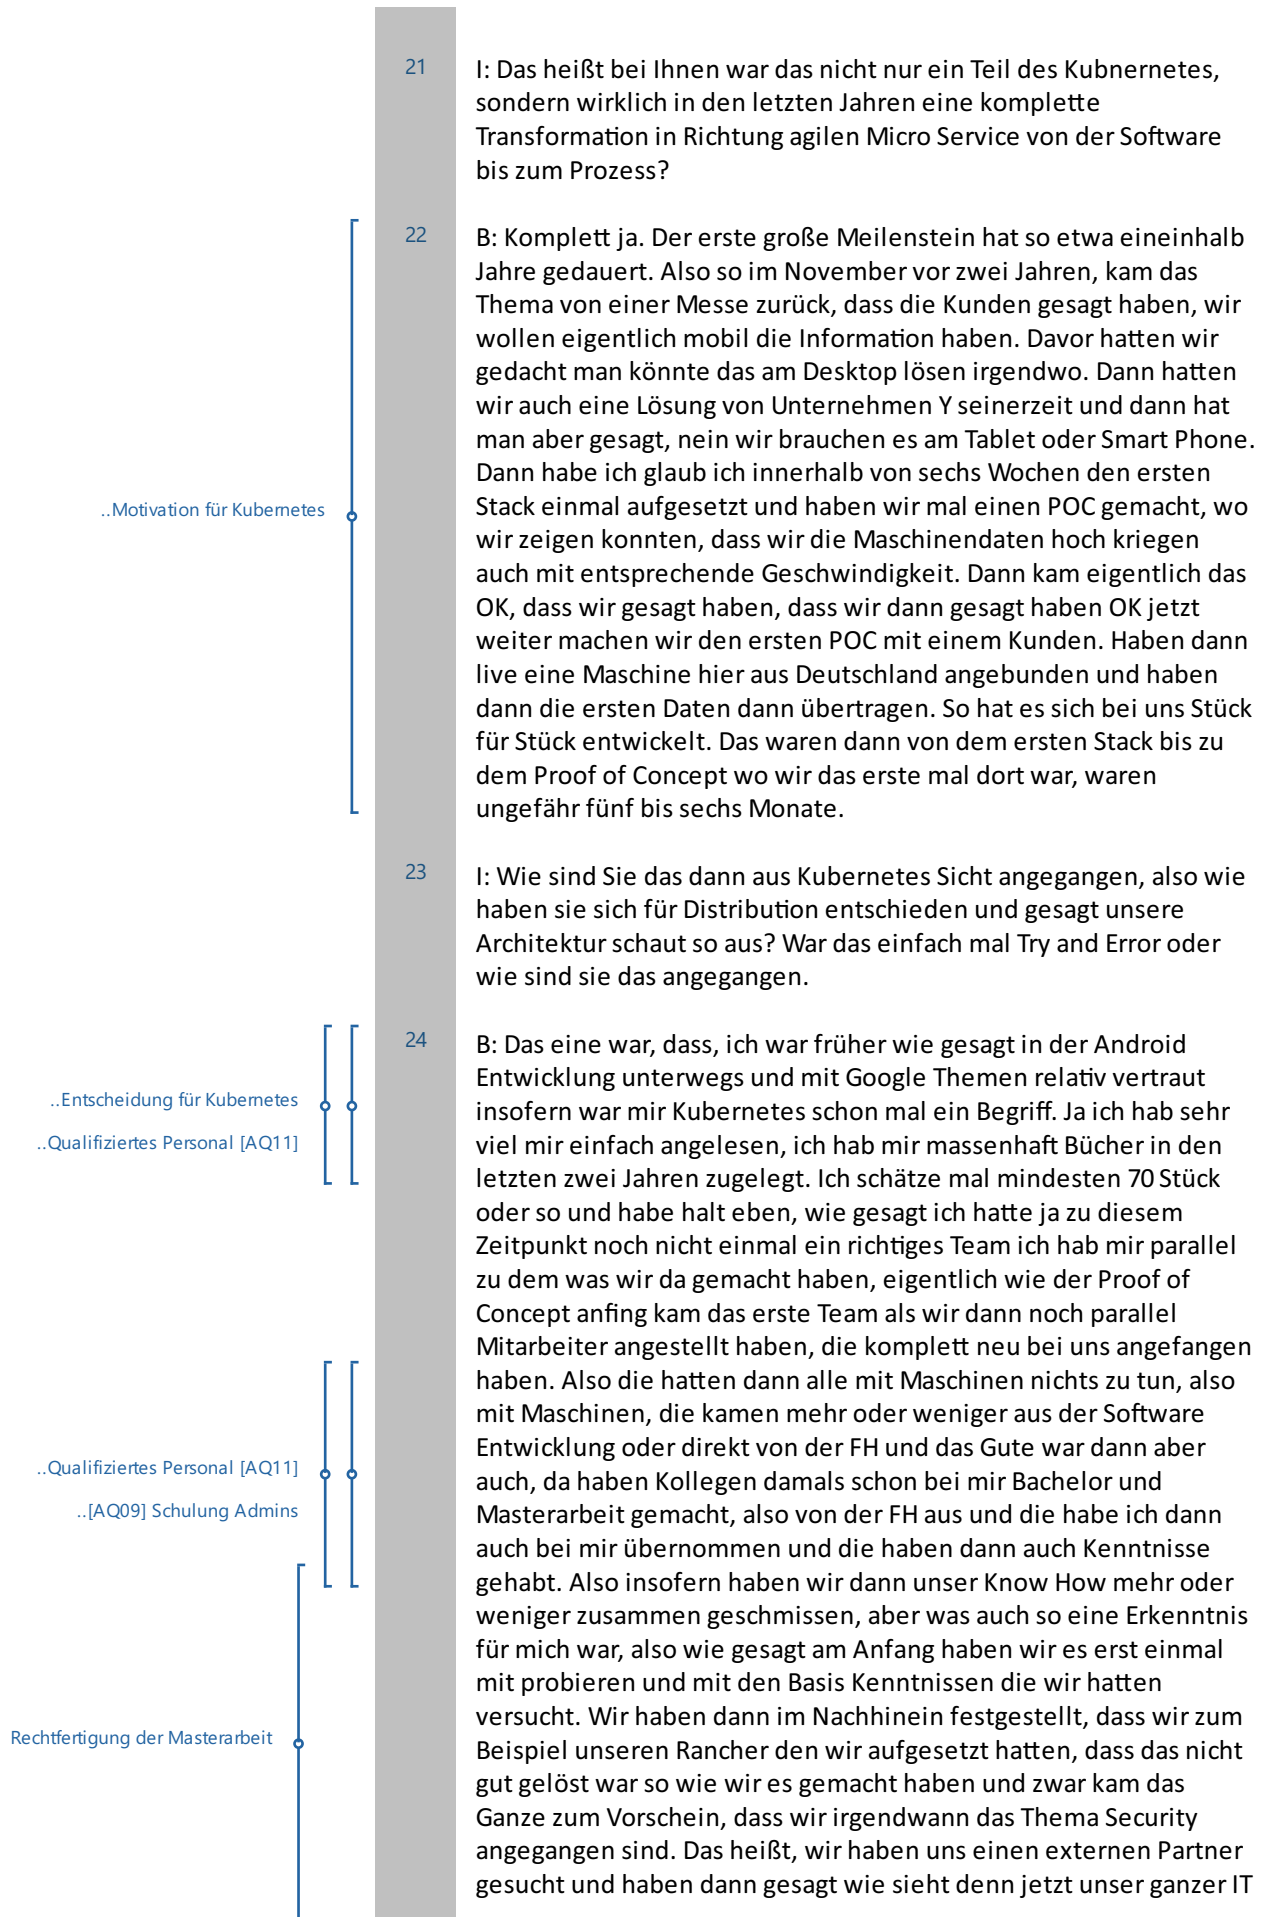 21
I: Das heißt bei Ihnen war das nicht nur ein Teil des Kubnernetes,
sondern wirklich in den letzten Jahren eine komplette
Transformation in Richtung agilen Micro Service von der Software
bis zum Prozess?
22
B: Komplett ja. Der erste große Meilenstein hat so etwa eineinhalb
Jahre gedauert. Also so im November vor zwei Jahren, kam das
Thema von einer Messe zurück, dass die Kunden gesagt haben, wir
wollen eigentlich mobil die Information haben. Davor hatten wir
gedacht man könnte das am Desktop lösen irgendwo. Dann hatten
wir auch eine Lösung von Unternehmen Y seinerzeit und dann hat
man aber gesagt, nein wir brauchen es am Tablet oder Smart Phone.
Dann habe ich glaub ich innerhalb von sechs Wochen den ersten
Stack einmal aufgesetzt und haben wir mal einen POC gemacht, wo
..Motivation für Kubernetes
wir zeigen konnten, dass wir die Maschinendaten hoch kriegen
auch mit entsprechende Geschwindigkeit. Dann kam eigentlich das
OK, dass wir gesagt haben, dass wir dann gesagt haben OK jetzt
weiter machen wir den ersten POC mit einem Kunden. Haben dann
live eine Maschine hier aus Deutschland angebunden und haben
dann die ersten Daten dann übertragen. So hat es sich bei uns Stück
für Stück entwickelt. Das waren dann von dem ersten Stack bis zu
dem Proof of Concept wo wir das erste mal dort war, waren
ungefähr fünf bis sechs Monate.
23
I: Wie sind Sie das dann aus Kubernetes Sicht angegangen, also wie
haben sie sich für Distribution entschieden und gesagt unsere
Architektur schaut so aus? War das einfach mal Try and Error oder
wie sind sie das angegangen.
24
B: Das eine war, dass, ich war früher wie gesagt in der Android
Entwicklung unterwegs und mit Google Themen relativ vertraut
..Entscheidung für Kubernetes
insofern war mir Kubernetes schon mal ein Begriff. Ja ich hab sehr
..Qualifiziertes Personal [AQ11]
viel mir einfach angelesen, ich hab mir massenhaft Bücher in den
letzten zwei Jahren zugelegt. Ich schätze mal mindesten 70 Stück
oder so und habe halt eben, wie gesagt ich hatte ja zu diesem
Zeitpunkt noch nicht einmal ein richtiges Team ich hab mir parallel
zu dem was wir da gemacht haben, eigentlich wie der Proof of
Concept anfing kam das erste Team als wir dann noch parallel
Mitarbeiter angestellt haben, die komplett neu bei uns angefangen
haben. Also die hatten dann alle mit Maschinen nichts zu tun, also
mit Maschinen, die kamen mehr oder weniger aus der Software
Entwicklung oder direkt von der FH und das Gute war dann aber
..Qualifiziertes Personal [AQ11]
auch, da haben Kollegen damals schon bei mir Bachelor und
..[AQ09] Schulung Admins
Masterarbeit gemacht, also von der FH aus und die habe ich dann
auch bei mir übernommen und die haben dann auch Kenntnisse
gehabt. Also insofern haben wir dann unser Know How mehr oder
weniger zusammen geschmissen, aber was auch so eine Erkenntnis
für mich war, also wie gesagt am Anfang haben wir es erst einmal
mit probieren und mit den Basis Kenntnissen die wir hatten
versucht. Wir haben dann im Nachhinein festgestellt, dass wir zum
Rechtfertigung der Masterarbeit
Beispiel unseren Rancher den wir aufgesetzt hatten, dass das nicht
gut gelöst war so wie wir es gemacht haben und zwar kam das
Ganze zum Vorschein, dass wir irgendwann das Thema Security
angegangen sind. Das heißt, wir haben uns einen externen Partner
gesucht und haben dann gesagt wie sieht denn jetzt unser ganzer IT